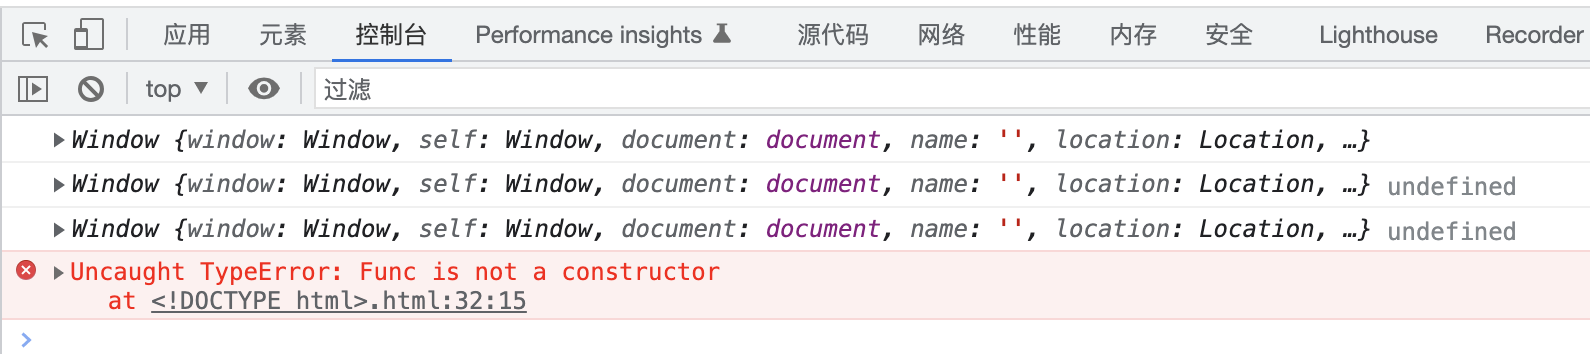 应用 元素 控制台 Performance insights 源代码 网络 性能 内存 安全 Lighthouse Recorder
top 过滤
Window {window: Window, self: Window, document: document, name: '', location: Location, …}
Window {window: Window, self: Window, document: document, name: '', location: Location, …} undefined
Window {window: Window, self: Window, document: document, name: '', location: Location, …} undefined
Uncaught TypeError: Func is not a constructor
at <!DOCTYPE html>.html:32:15